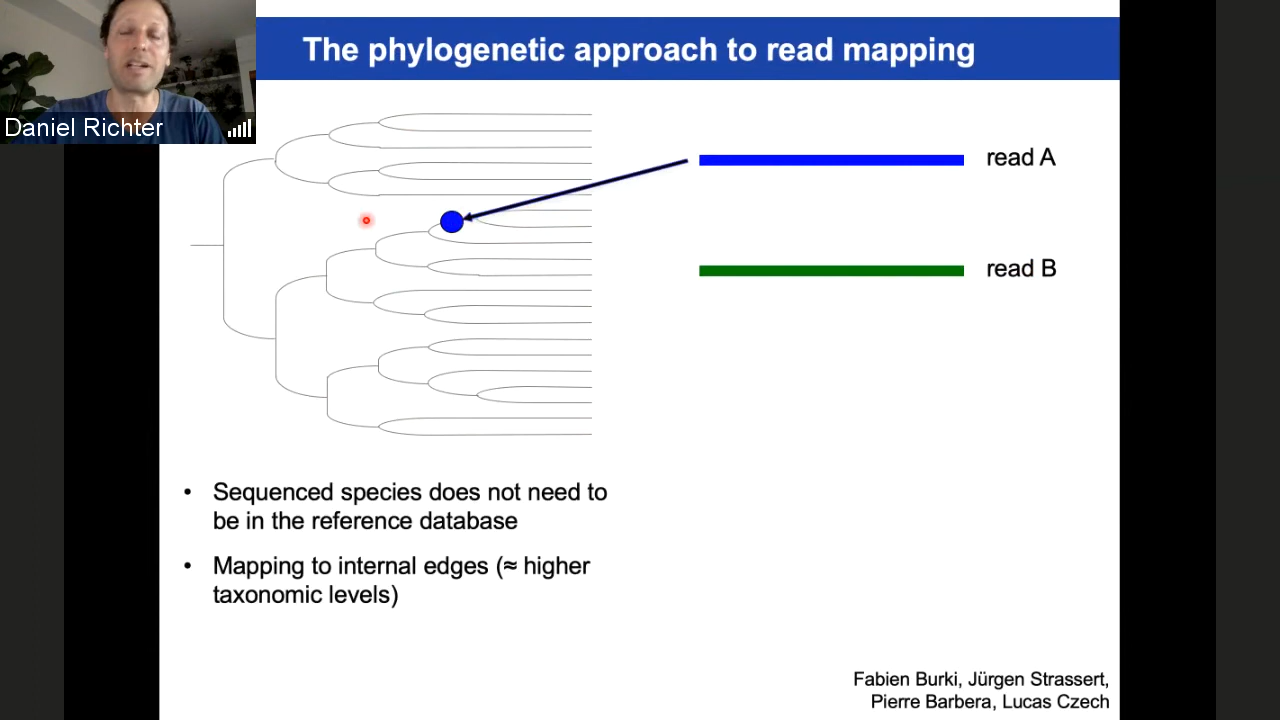 The phylogenetic approach to read mapping
Daniel Richter
read A
read B
• Sequenced species does not need to
be in the reference database
• Mapping to internal edges (≈ higher
taxonomic levels)
Fabien Burki, Jürgen Strassert,
Pierre Barbera, Lucas Czech